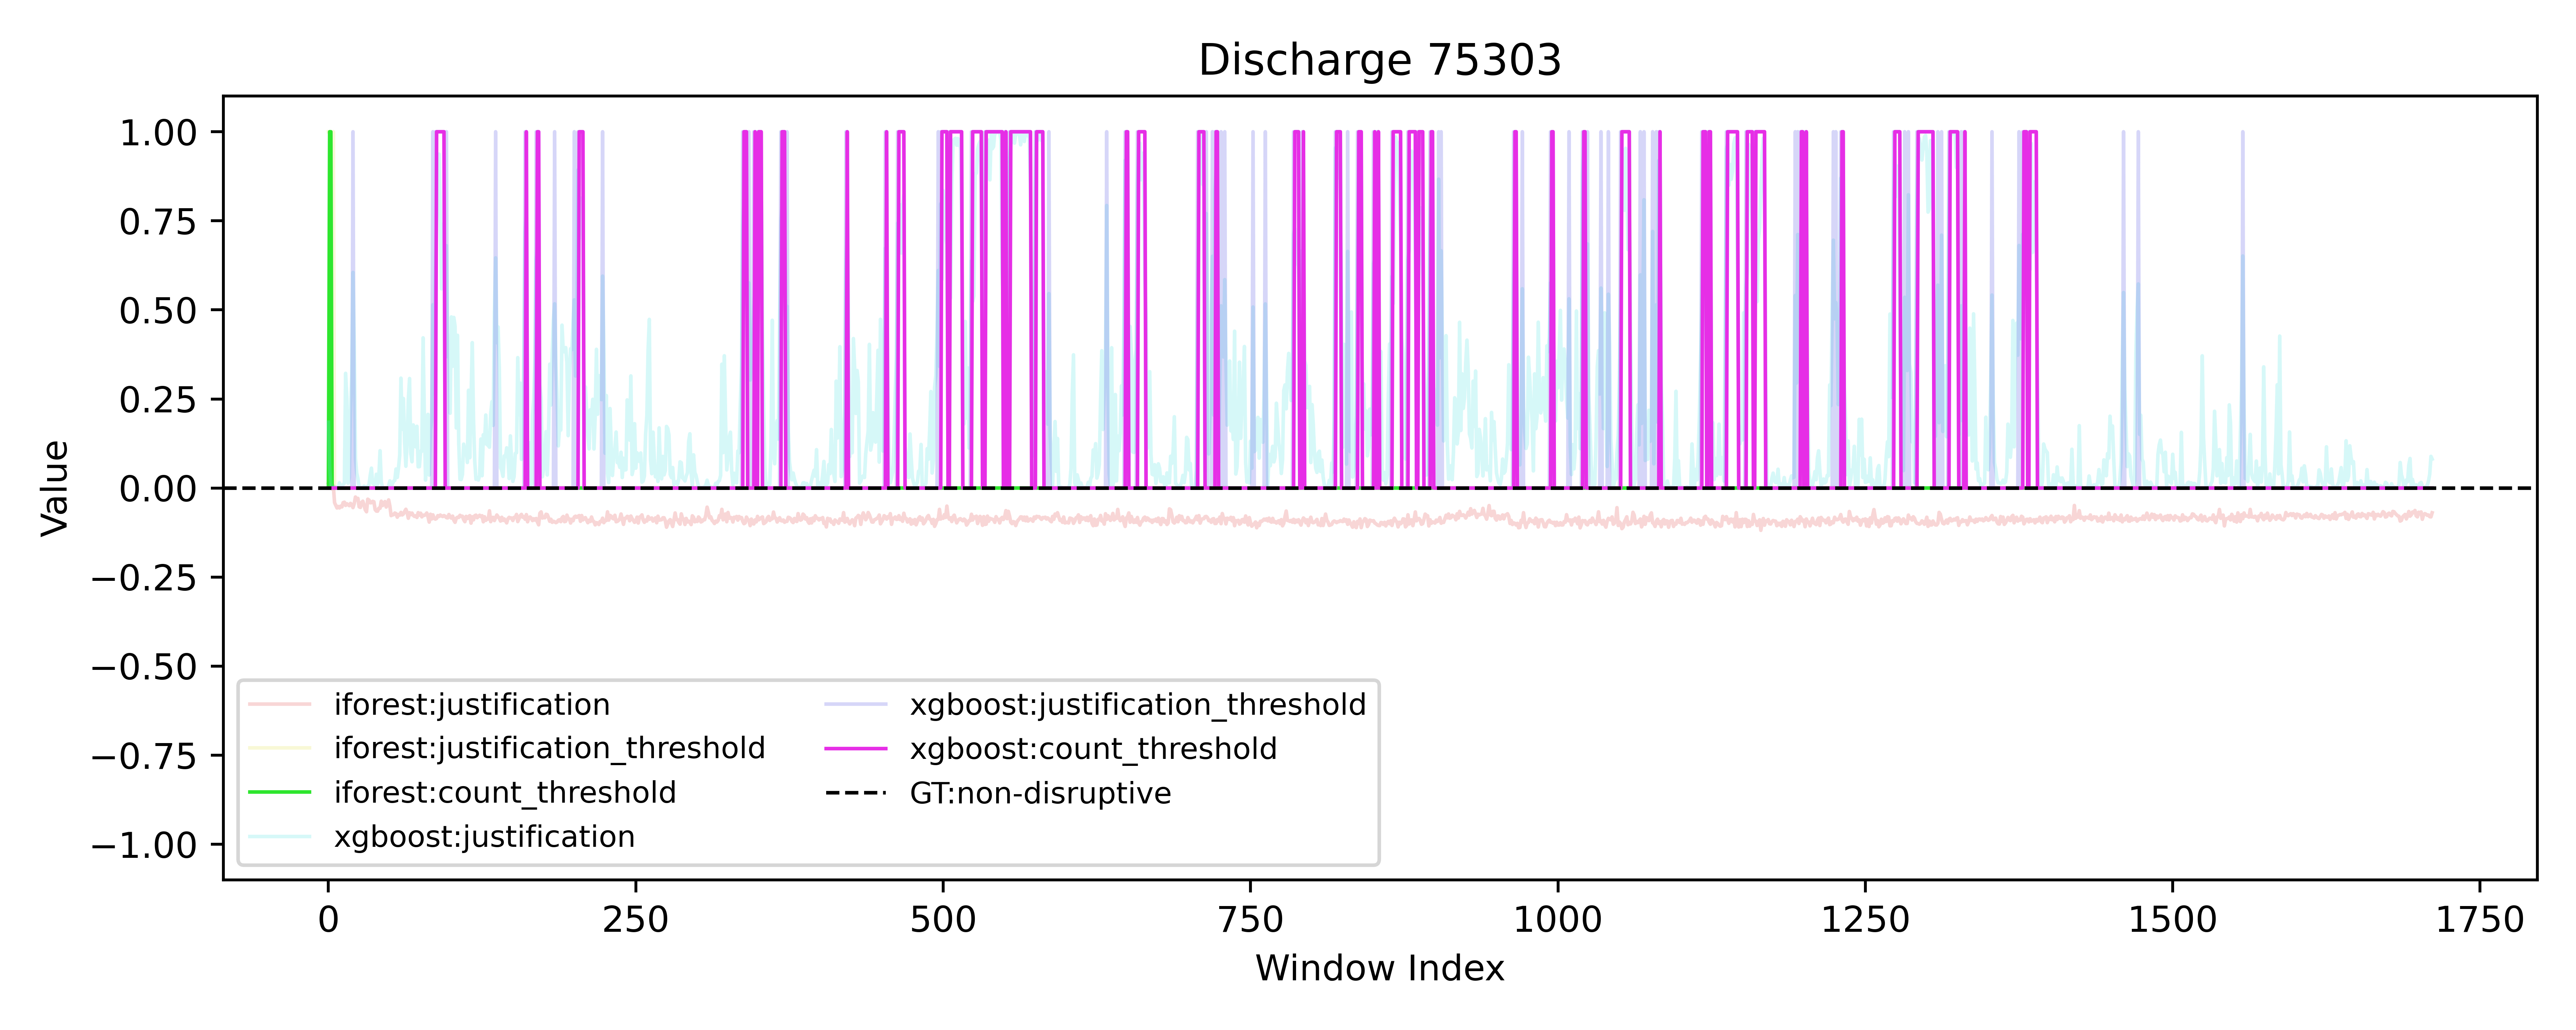 Discharge 75303
1.00
0.75
0.50
0.25
0.00
−0.25
−0.50
−0.75
−1.00
Value
iforest:justification
iforest:justification_threshold
iforest:count_threshold
xgboost:justification
xgboost:justification_threshold
xgboost:count_threshold
GT:non-disruptive
0 250 500 750 1000 1250 1500 1750
Window Index